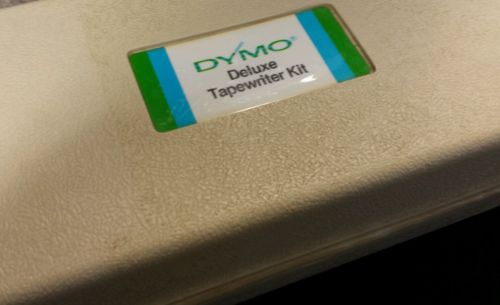 DYMO®
Deluxe
Tapewriter Kit